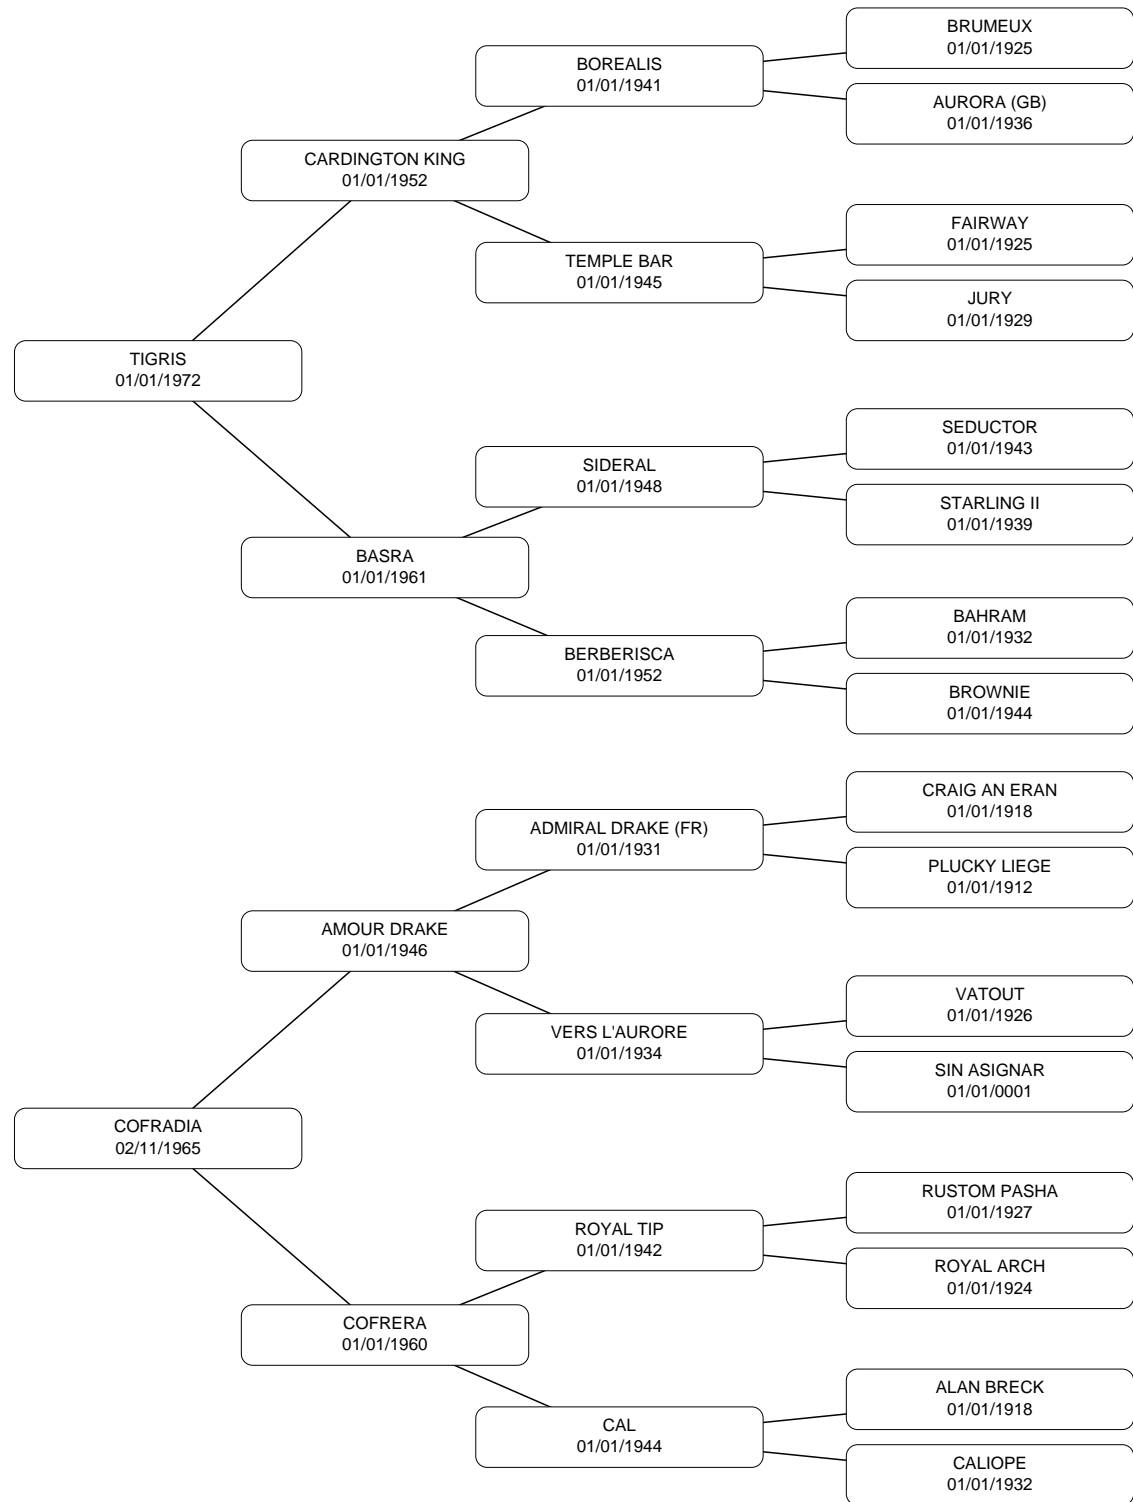 BRUMEUX
01/01/1925
BOREALIS
01/01/1941
AURORA (GB)
01/01/1936
CARDINGTON KING
01/01/1952
FAIRWAY
01/01/1925
TEMPLE BAR
01/01/1945
JURY
01/01/1929
TIGRIS
01/01/1972
SEDUCTOR
01/01/1943
SIDERAL
01/01/1948
STARLING II
01/01/1939
BASRA
01/01/1961
BAHRAM
01/01/1932
BERBERISCA
01/01/1952
BROWNIE
01/01/1944
CRAIG AN ERAN
01/01/1918
ADMIRAL DRAKE (FR)
01/01/1931
PLUCKY LIEGE
01/01/1912
AMOUR DRAKE
01/01/1946
VATOUT
01/01/1926
VERS L'AURORE
01/01/1934
SIN ASIGNAR
01/01/0001
COFRADIA
02/11/1965
RUSTOM PASHA
01/01/1927
ROYAL TIP
01/01/1942
ROYAL ARCH
01/01/1924
COFRERA
01/01/1960
ALAN BRECK
01/01/1918
CAL
01/01/1944
CALIOPE
01/01/1932